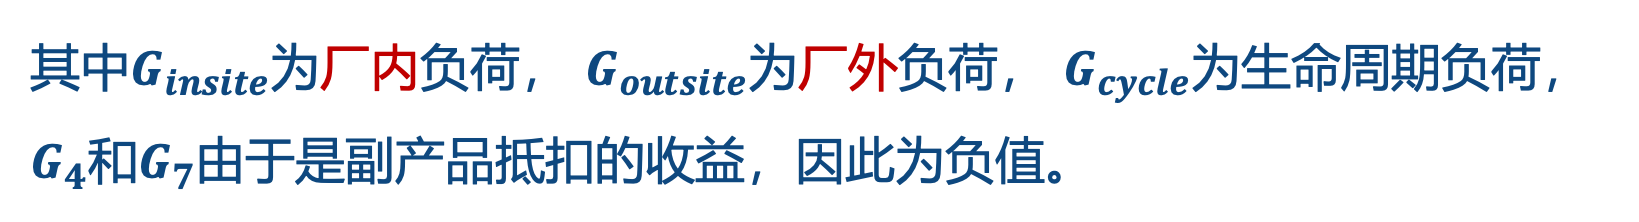 其中G_insite为厂内负荷， G_outsite为厂外负荷， G_cycle为生命周期负荷，
G_4和G_7由于是副产品抵扣的收益，因此为负值。